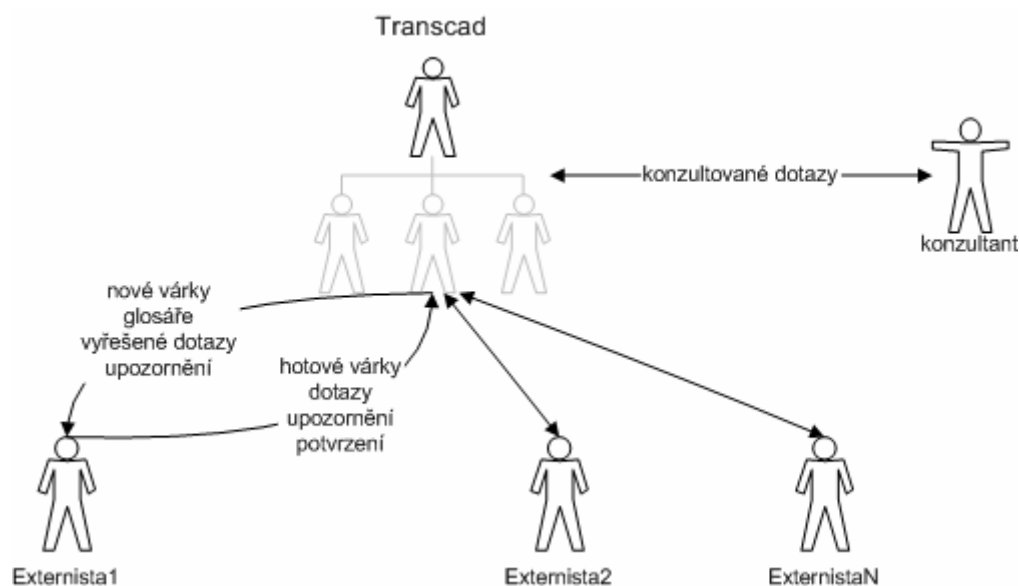 Transcad
konzultované dotazy
konzultant
nové várky
glosáře
vyřešené dotazy
upozornění
hotové várky
dotazy
upozornění
potvrzení
Externista1
Externista2
ExternistaN